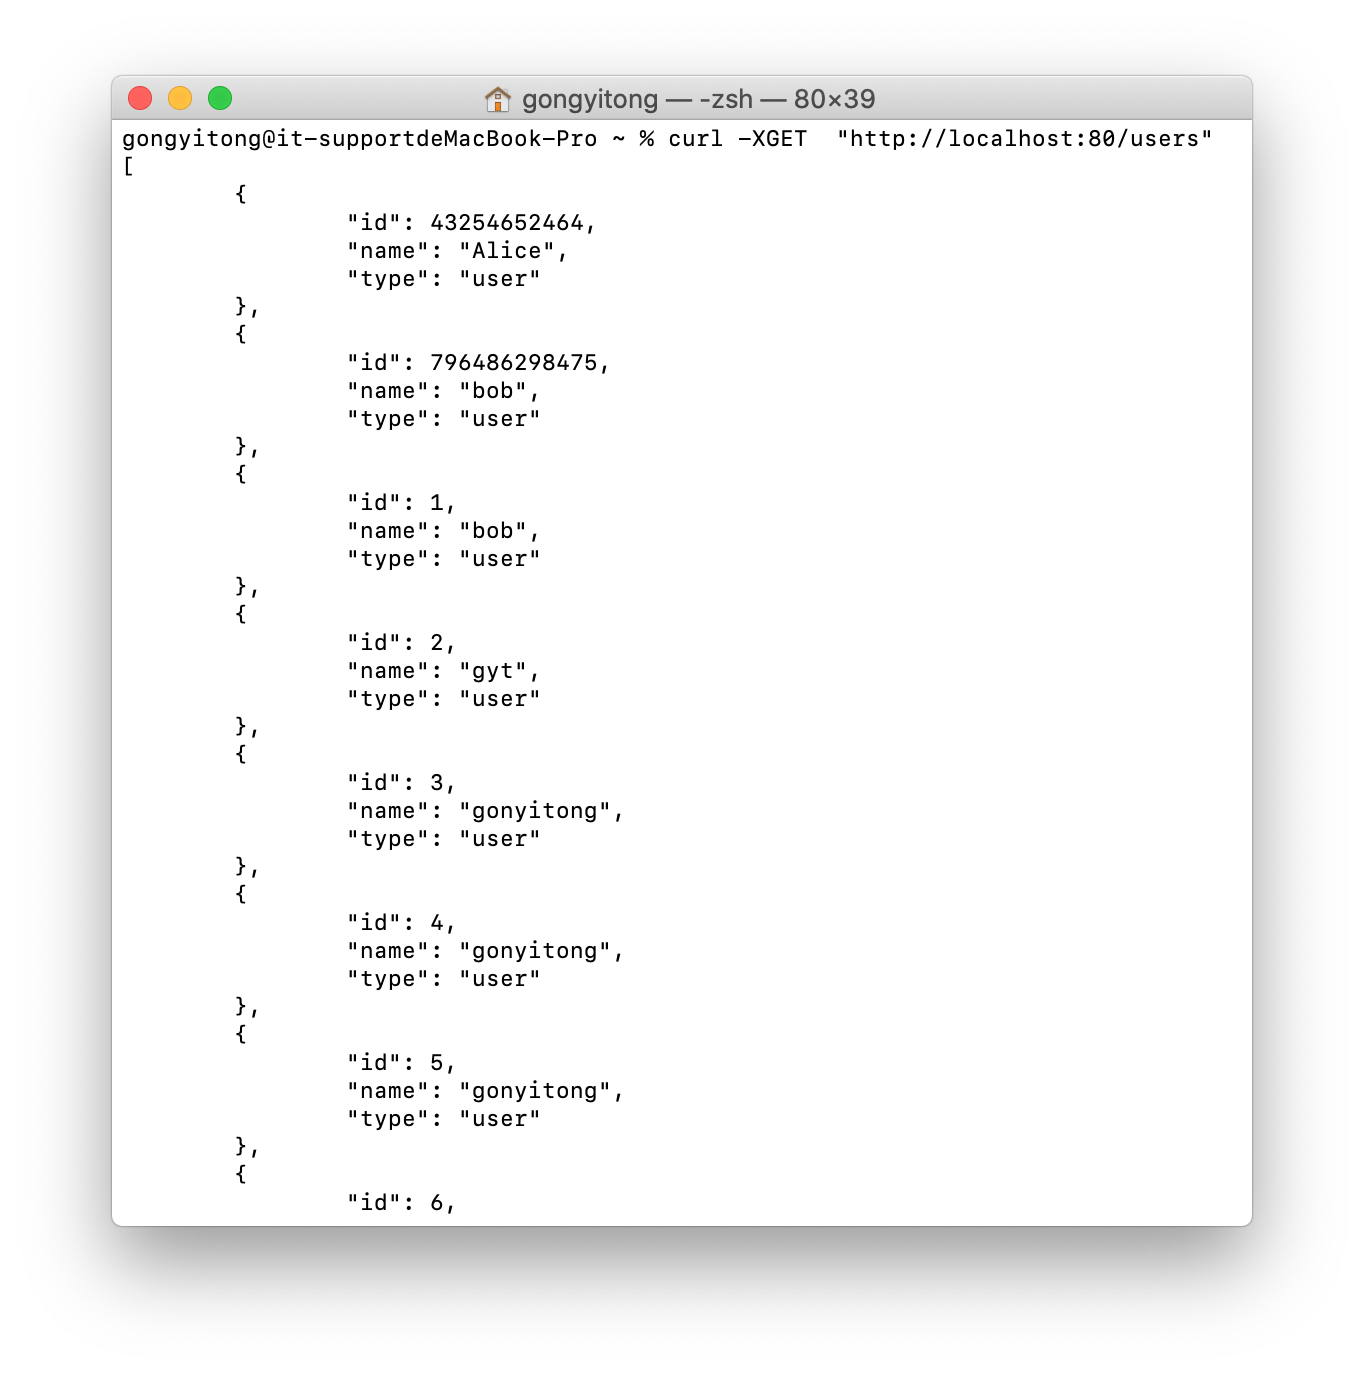 gongyitong — -zsh — 80×39
gongyitong@it-supportdeMacBook-Pro ~ % curl -XGET  "http://localhost:80/users"
[
        {
                "id": 43254652464,
                "name": "Alice",
                "type": "user"
        },
        {
                "id": 796486298475,
                "name": "bob",
                "type": "user"
        },
        {
                "id": 1,
                "name": "bob",
                "type": "user"
        },
        {
                "id": 2,
                "name": "gyt",
                "type": "user"
        },
        {
                "id": 3,
                "name": "gonyitong",
                "type": "user"
        },
        {
                "id": 4,
                "name": "gonyitong",
                "type": "user"
        },
        {
                "id": 5,
                "name": "gonyitong",
                "type": "user"
        },
        {
                "id": 6,